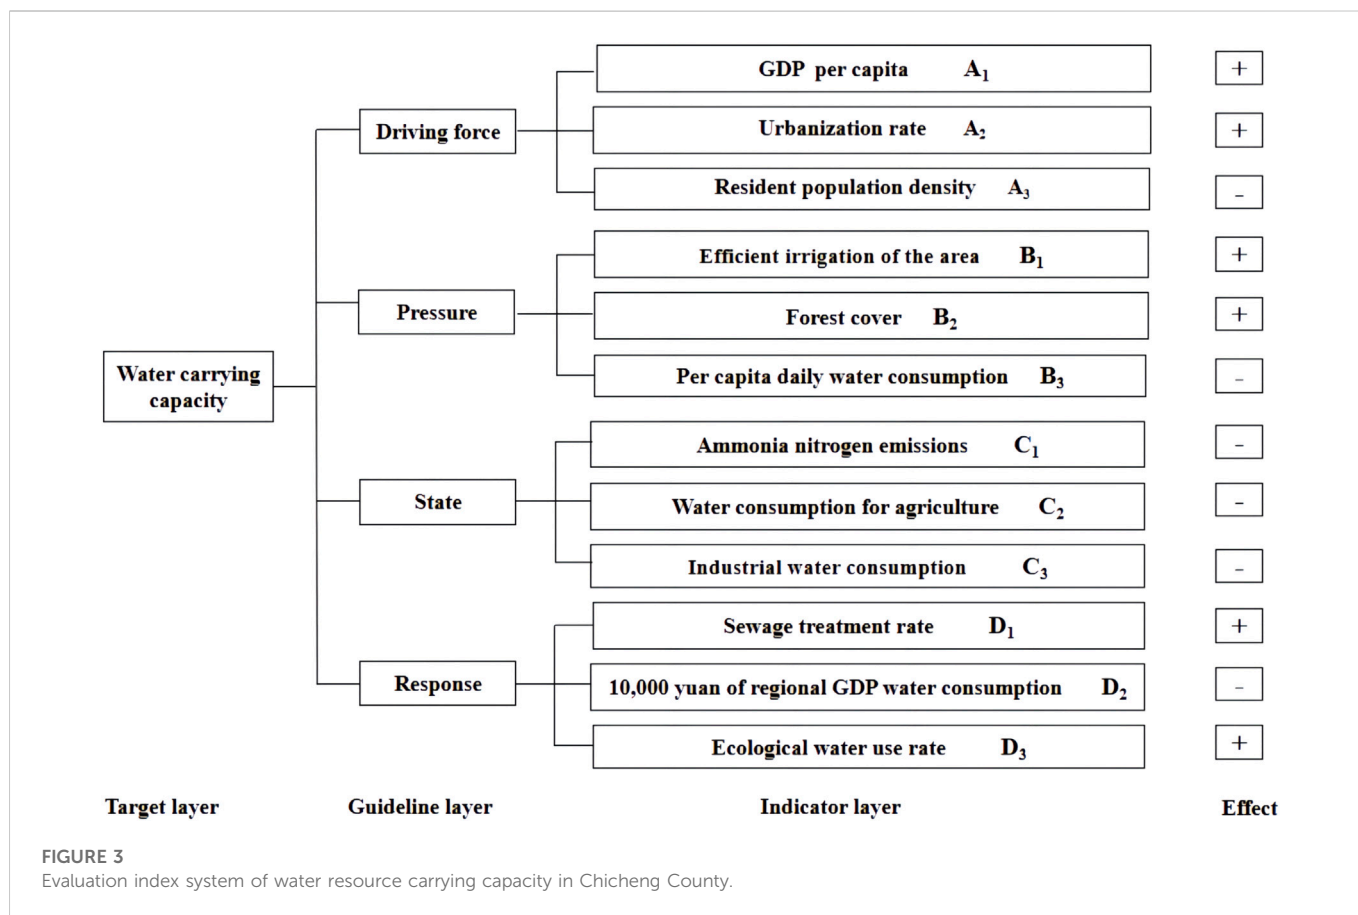 GDP per capita A₁ +
Driving force
Urbanization rate A₂ +
Resident population density A₃ -
Efficient irrigation of the area B₁ +
Pressure
Forest cover B₂ +
Per capita daily water consumption B₃ -
Water carrying
capacity
Ammonia nitrogen emissions C₁ -
State
Water consumption for agriculture C₂ -
Industrial water consumption C₃ -
Sewage treatment rate D₁ +
Response
10,000 yuan of regional GDP water consumption D₂ -
Ecological water use rate D₃ +
Target layer Guideline layer Indicator layer Effect
FIGURE 3
Evaluation index system of water resource carrying capacity in Chicheng County.